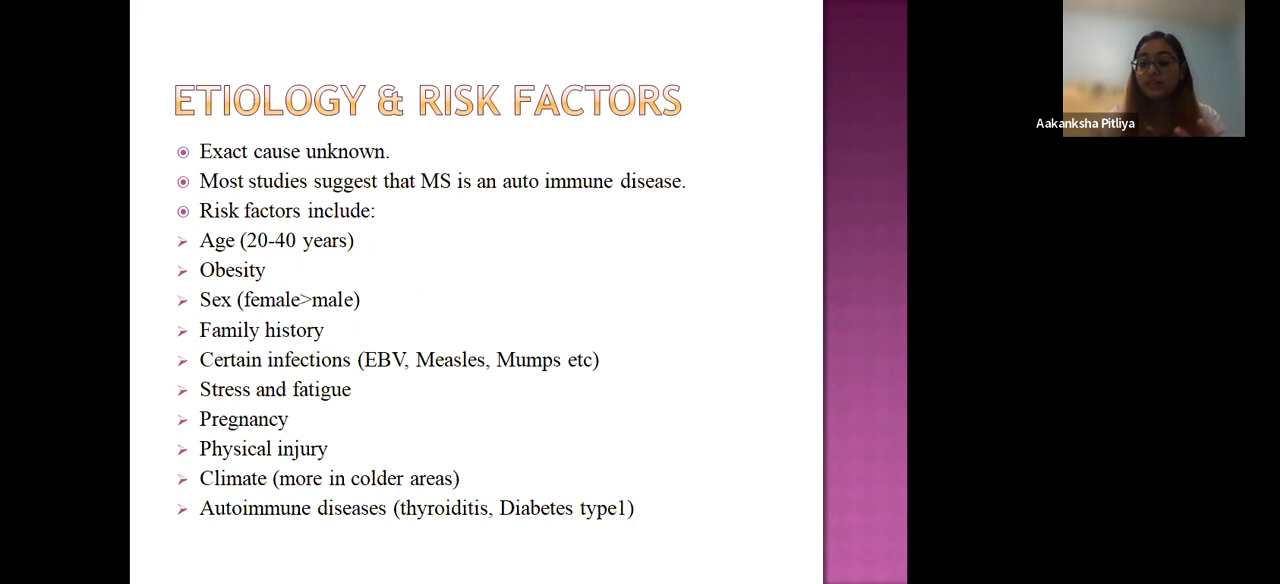 ETIOLOGY & RISK FACTORS
Exact cause unknown.
Most studies suggest that MS is an auto immune disease.
Risk factors include:
Age (20-40 years)
Obesity
Sex (female>male)
Family history
Certain infections (EBV, Measles, Mumps etc)
Stress and fatigue
Pregnancy
Physical injury
Climate (more in colder areas)
Autoimmune diseases (thyroiditis, Diabetes type1)
Aakanksha Pitliya